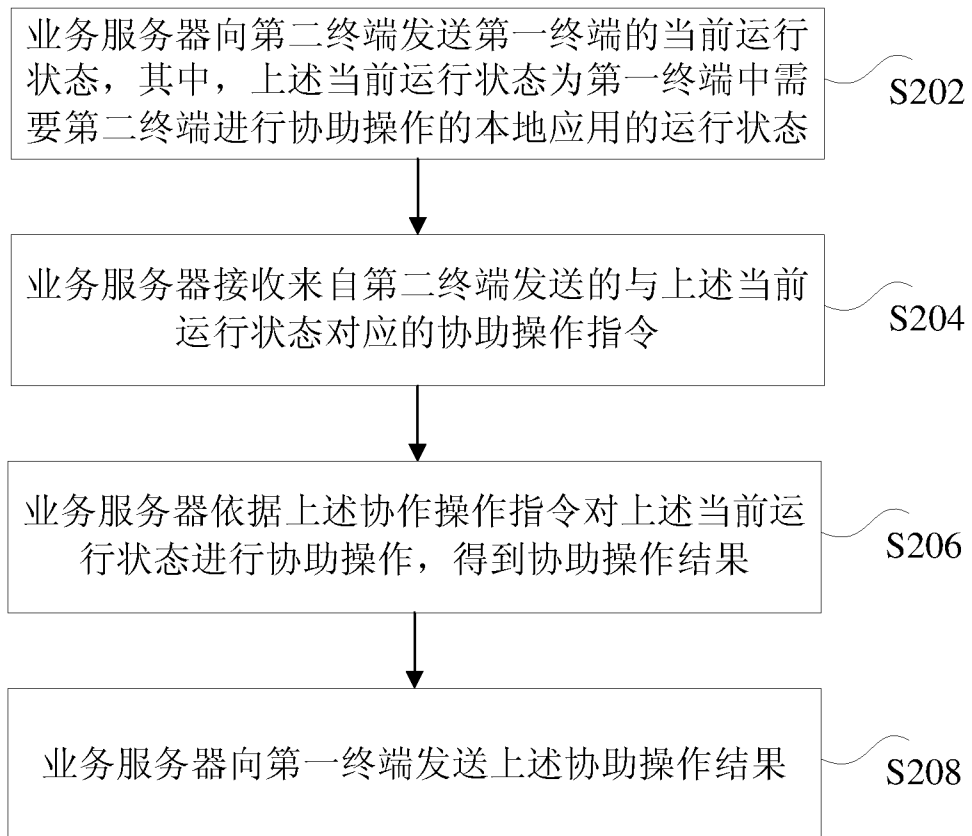 业务服务器向第二终端发送第一终端的当前运行
状态，其中，上述当前运行状态为第一终端中需
要第二终端进行协助操作的本地应用的运行状态
S202
业务服务器接收来自第二终端发送的与上述当前
运行状态对应的协助操作指令
S204
业务服务器依据上述协作操作指令对上述当前运
行状态进行协助操作，得到协助操作结果
S206
业务服务器向第一终端发送上述协助操作结果
S208